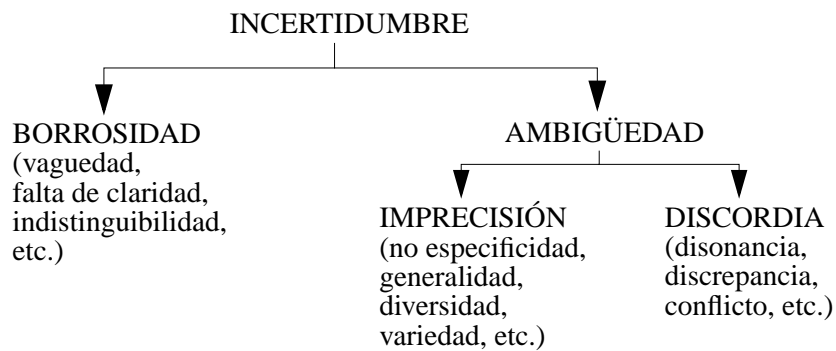 INCERTIDUMBRE
BORROSIDAD
(vaguedad,
falta de claridad,
indistinguibilidad,
etc.)
AMBIGÜEDAD
IMPRECISIÓN
(no especificidad,
generalidad,
diversidad,
variedad, etc.)
DISCORDIA
(disonancia,
discrepancia,
conflicto, etc.)